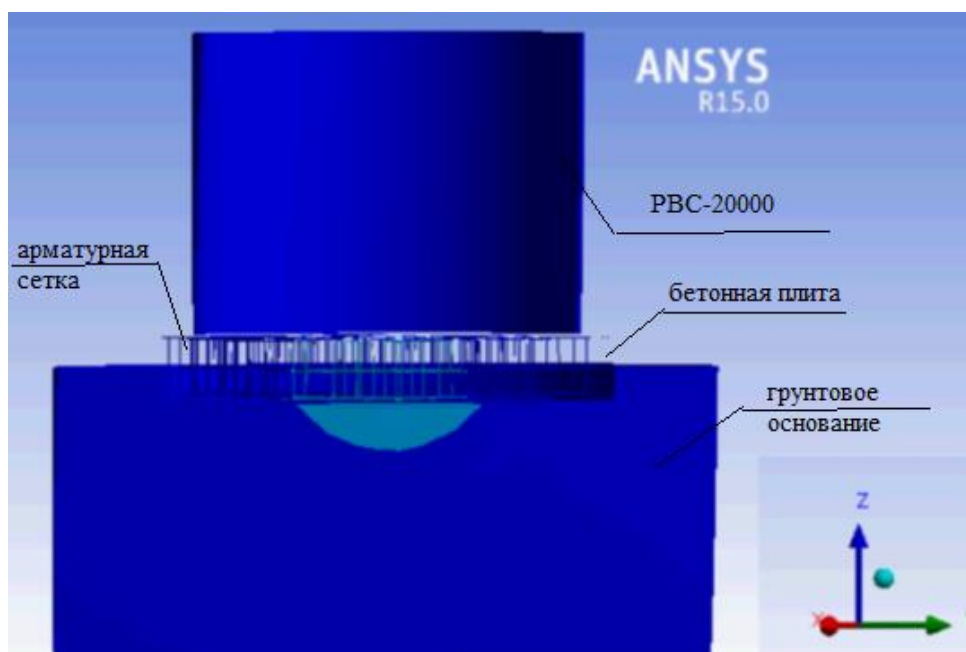 ANSYS
R15.0
РВС-20000
арматурная
сетка
бетонная плита
грунтовое
основание
Z
X